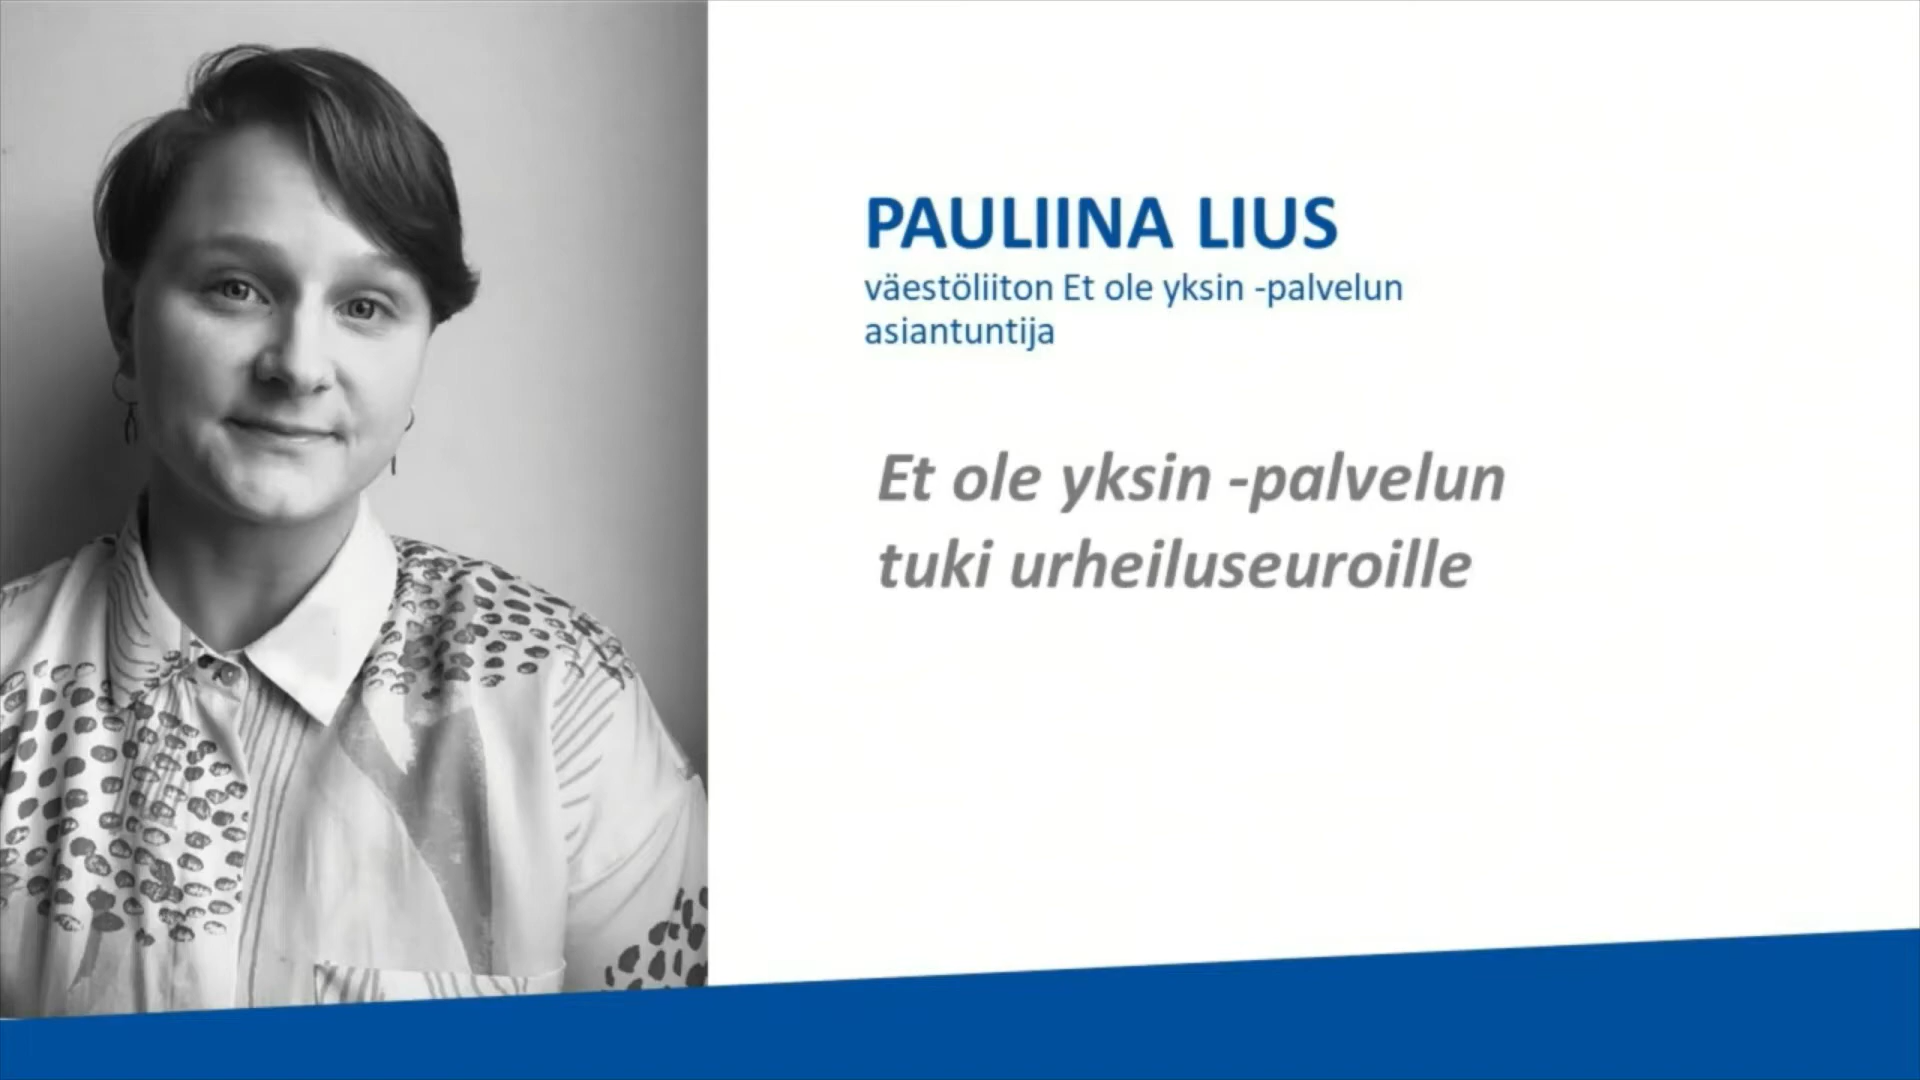 PAULIINA LIUS
väestöliiton Et ole yksin -palvelun
asiantuntija
Et ole yksin -palvelun
tuki urheiluseuroille